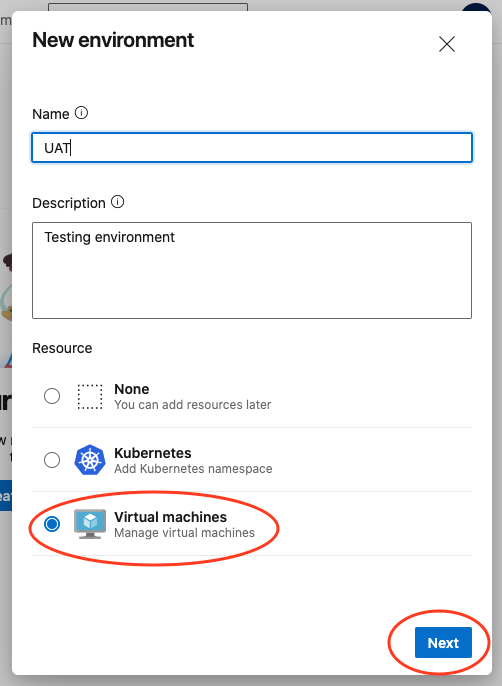 New environment
Name
UAT
Description
Testing environment
Resource
None
You can add resources later
Kubernetes
Add Kubernetes namespace
Virtual machines
Manage virtual machines
Next